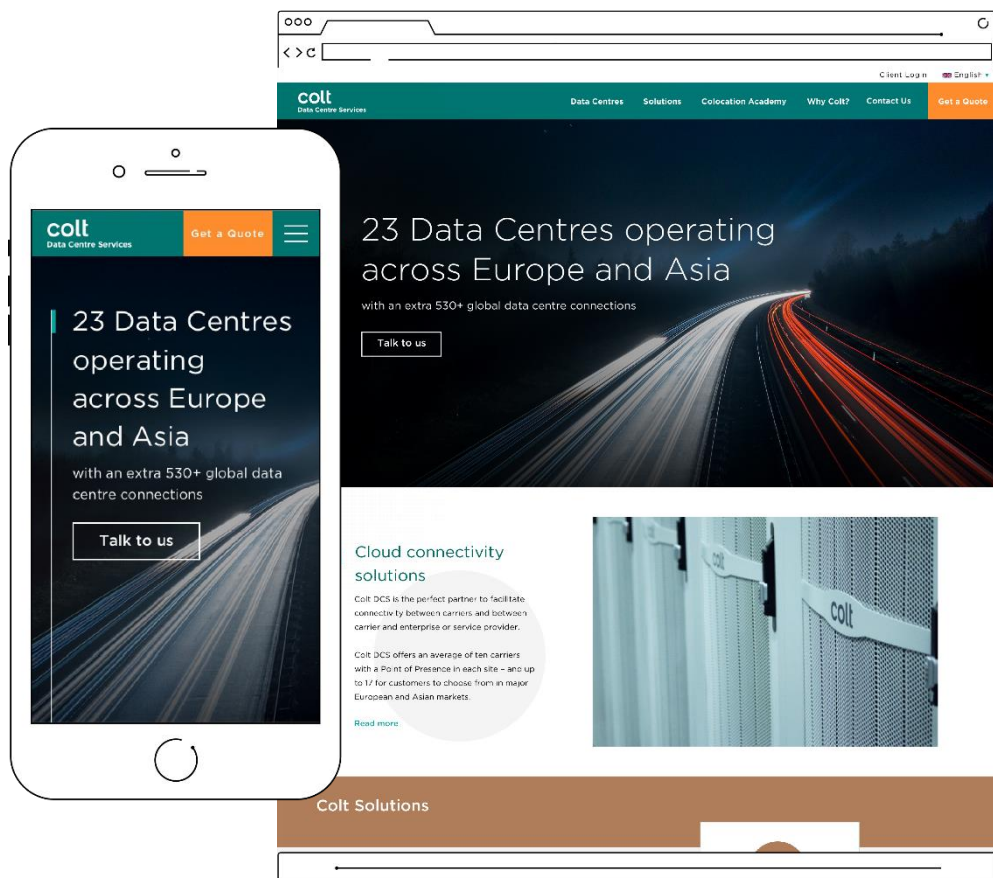 Client Login English
colt
Data Centre Services
Data Centres Solutions Colocation Academy Why Colt? Contact Us Get a Quote
23 Data Centres operating
across Europe and Asia
with an extra 530+ global data centre connections
Talk to us
colt
Data Centre Services
Get a Quote
23 Data Centres
operating
across Europe
and Asia
with an extra 530+ global data
centre connections
Talk to us
Cloud connectivity
solutions
Colt DCS is the perfect partner to facilitate
connectivity between carriers and between
carrier and enterprise or service provider.
Colt DCS offers an average of ten carriers
with a Point of Presence in each site – and up
to 17 for customers to choose from in major
European and Asian markets.
Read more
colt
colt
Colt Solutions